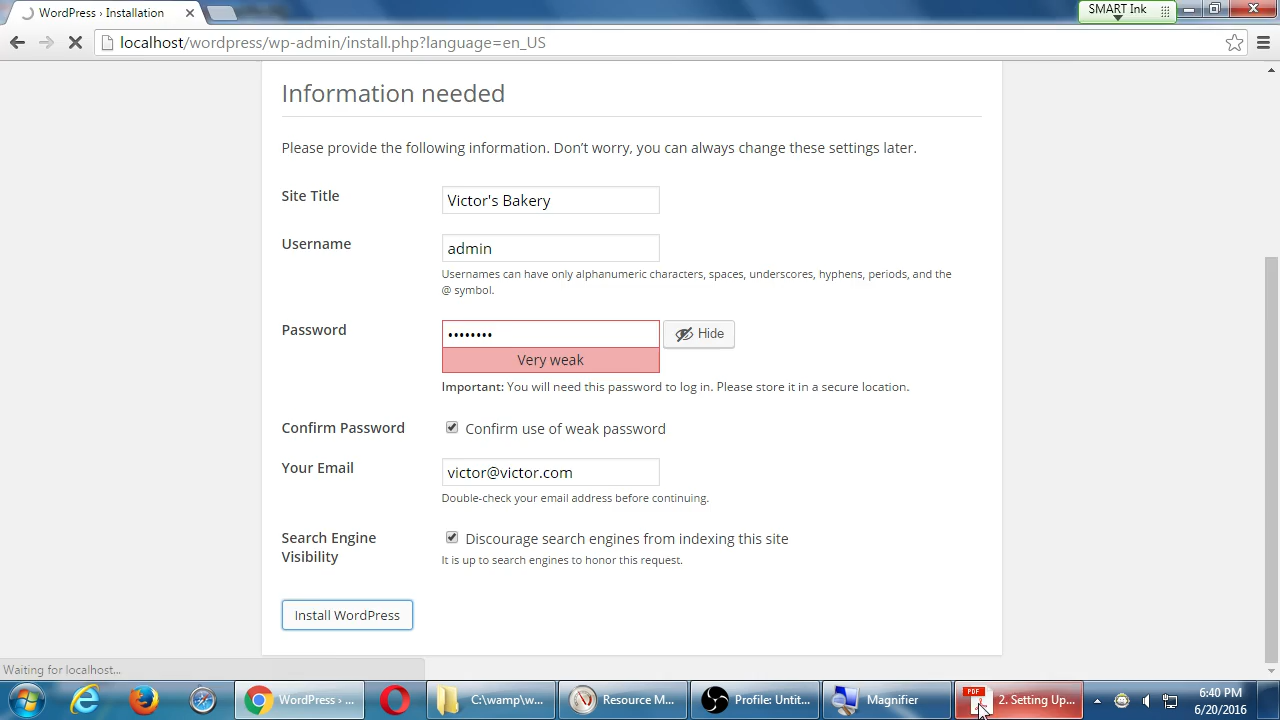 WordPress › Installation
SMART Ink
localhost/wordpress/wp-admin/install.php?language=en_US
Information needed
Please provide the following information. Don’t worry, you can always change these settings later.
Site Title
Victor's Bakery
Username
admin
Usernames can have only alphanumeric characters, spaces, underscores, hyphens, periods, and the
@ symbol.
Password
••••••••
Hide
Very weak
Important: You will need this password to log in. Please store it in a secure location.
Confirm Password
Confirm use of weak password
Your Email
victor@victor.com
Double-check your email address before continuing.
Search Engine
Visibility
Discourage search engines from indexing this site
It is up to search engines to honor this request.
Install WordPress
Waiting for localhost...
WordPress › ...
C:\wamp\w...
Resource M...
Profile: Untit...
Magnifier
PDF
2. Setting Up...
6:40 PM
6/20/2016